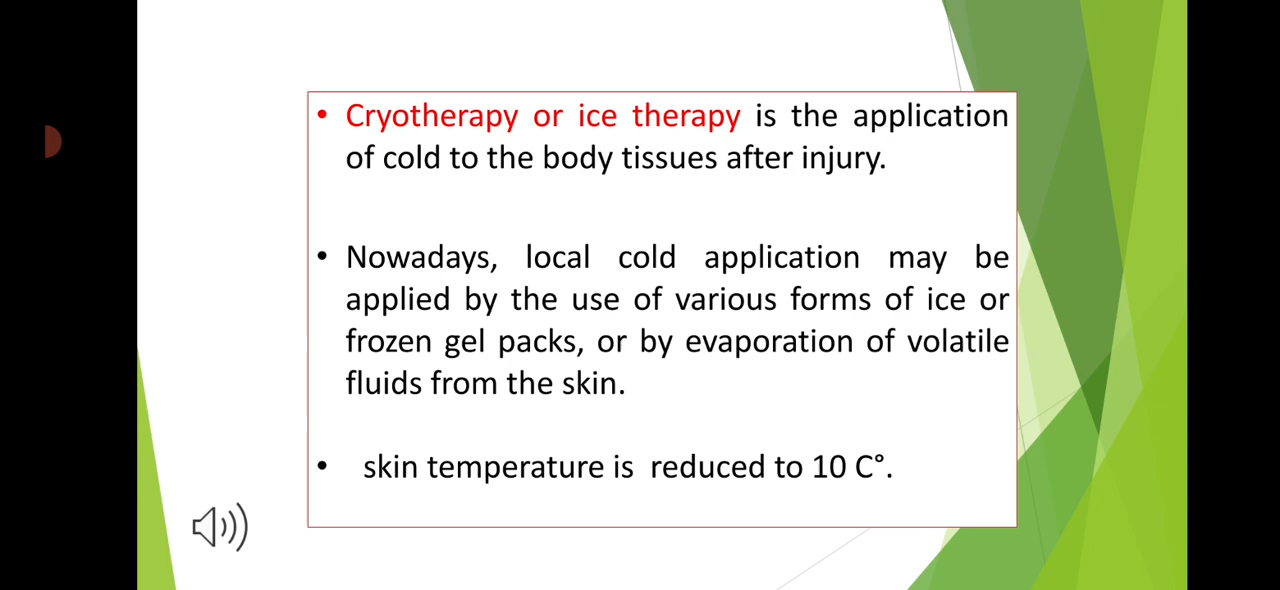 • Cryotherapy or ice therapy is the application
of cold to the body tissues after injury.
• Nowadays, local cold application may be
applied by the use of various forms of ice or
frozen gel packs, or by evaporation of volatile
fluids from the skin.
• skin temperature is reduced to 10 C°.